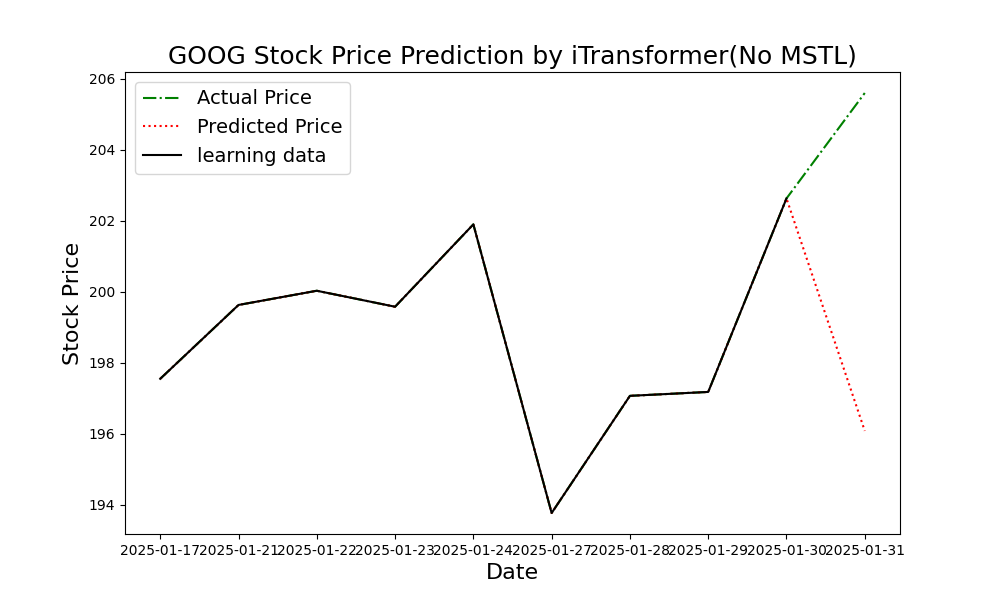 GOOG Stock Price Prediction by iTransformer(No MSTL)
Actual Price
Predicted Price
learning data
Stock Price
206
204
202
200
198
196
194
2025-01-17 2025-01-21 2025-01-22 2025-01-23 2025-01-24 2025-01-27 2025-01-28 2025-01-29 2025-01-30 2025-01-31
Date